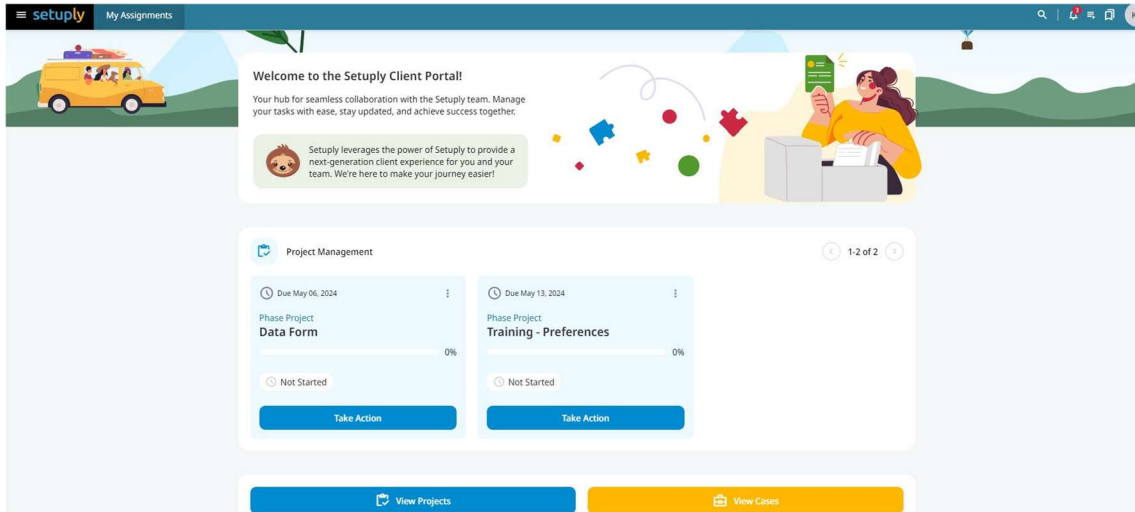 setuply My Assignments
3
Welcome to the Setuply Client Portal!
Your hub for seamless collaboration with the Setuply team. Manage
your tasks with ease, stay updated, and achieve success together.
Setuply leverages the power of Setuply to provide a
next-generation client experience for you and your
team. We're here to make your journey easier!
Project Management
1-2 of 2
Due May 06, 2024
Phase Project
Data Form
0%
Not Started
Take Action
Due May 13, 2024
Phase Project
Training - Preferences
0%
Not Started
Take Action
View Projects
View Cases